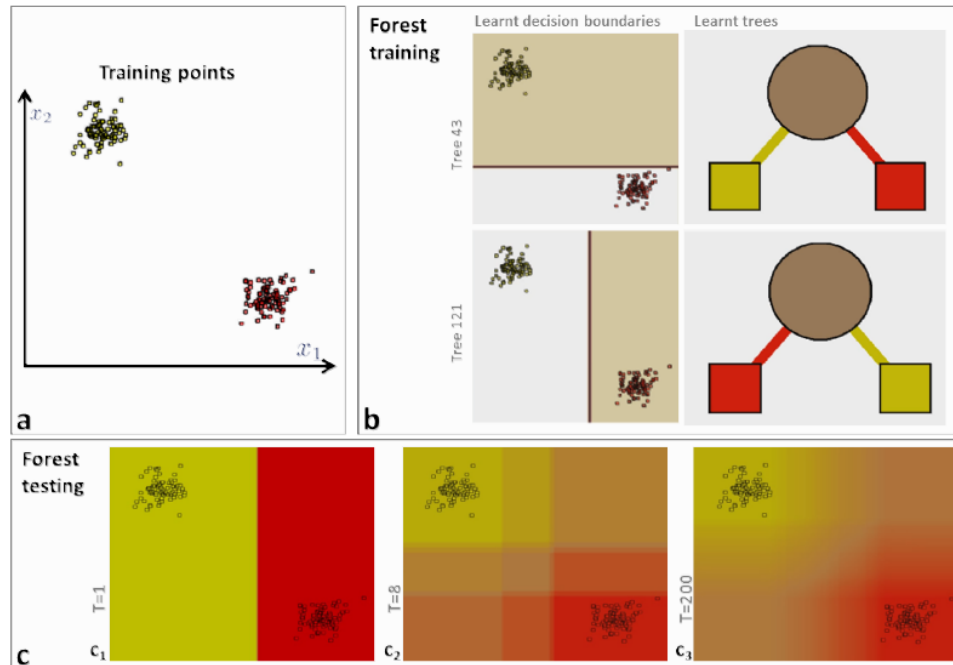 Training points
x₂
x₁
a
Forest
training
Learnt decision boundaries
Learnt trees
Tree 43
Tree 121
b
Forest
testing
T=1
T=8
T=200
c
c₁
c₂
c₃